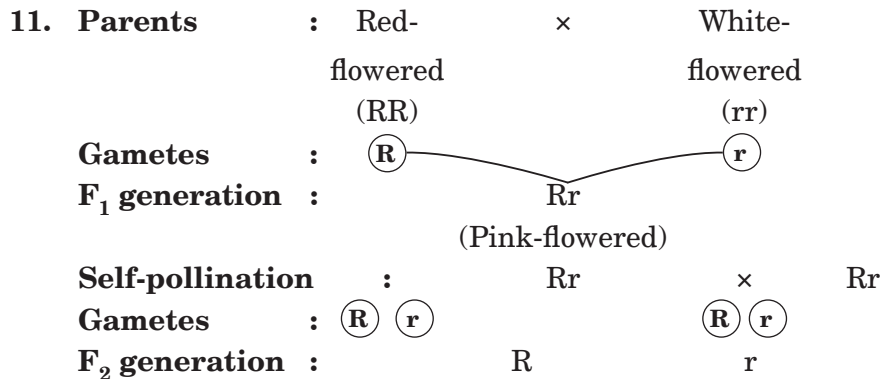 11. Parents : Red- × White-
flowered flowered
(RR) (rr)
Gametes : R r
F₁ generation : Rr
(Pink-flowered)
Self-pollination : Rr × Rr
Gametes : R r R r
F₂ generation : R r